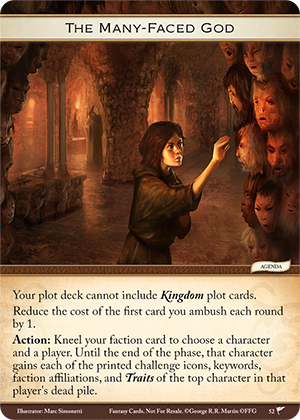 The Many-Faced God
AGENDA
Your plot deck cannot include Kingdom plot cards.
Reduce the cost of the first card you ambush each round
by 1.
Action: Kneel your faction card to choose a character
and a player. Until the end of the phase, that character
gains each of the printed challenge icons, keywords,
faction affiliations, and Traits of the top character in that
player's dead pile.
Illustrator: Marc Simonetti
Fantasy Cards. Not For Resale. ©George R.R. Martin ©FFG
52